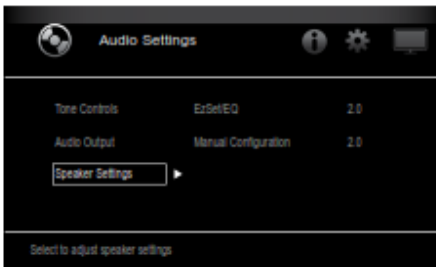 Audio Settings
Tone Controls EzSet/EQ 2.0
Audio Output Manual Configuration 2.0
Speaker Settings
Select to adjust speaker settings